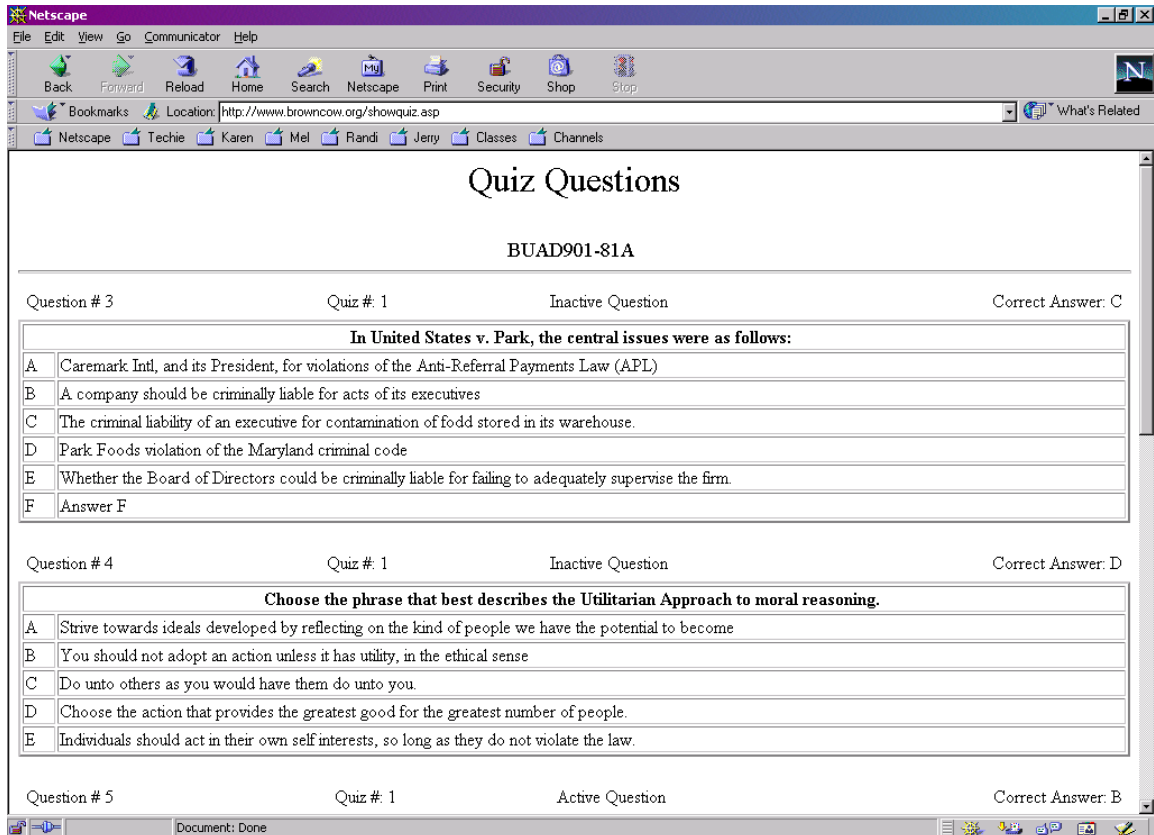 Netscape
File Edit View Go Communicator Help
Back Forward Reload Home Search Netscape Print Security Shop Stop
My
N
Bookmarks Location: http://www.browncow.org/showquiz.asp What's Related
Netscape Techie Karen Mel Randi Jerry Classes Channels
Quiz Questions
BUAD901-81A
Question # 3 Quiz #: 1 Inactive Question Correct Answer: C
In United States v. Park, the central issues were as follows:
A Caremark Intl, and its President, for violations of the Anti-Referral Payments Law (APL)
B A company should be criminally liable for acts of its executives
C The criminal liability of an executive for contamination of fodd stored in its warehouse.
D Park Foods violation of the Maryland criminal code
E Whether the Board of Directors could be criminally liable for failing to adequately supervise the firm.
F Answer F
Question # 4 Quiz #: 1 Inactive Question Correct Answer: D
Choose the phrase that best describes the Utilitarian Approach to moral reasoning.
A Strive towards ideals developed by reflecting on the kind of people we have the potential to become
B You should not adopt an action unless it has utility, in the ethical sense
C Do unto others as you would have them do unto you.
D Choose the action that provides the greatest good for the greatest number of people.
E Individuals should act in their own self interests, so long as they do not violate the law.
Question # 5 Quiz #: 1 Active Question Correct Answer: B
Document: Done